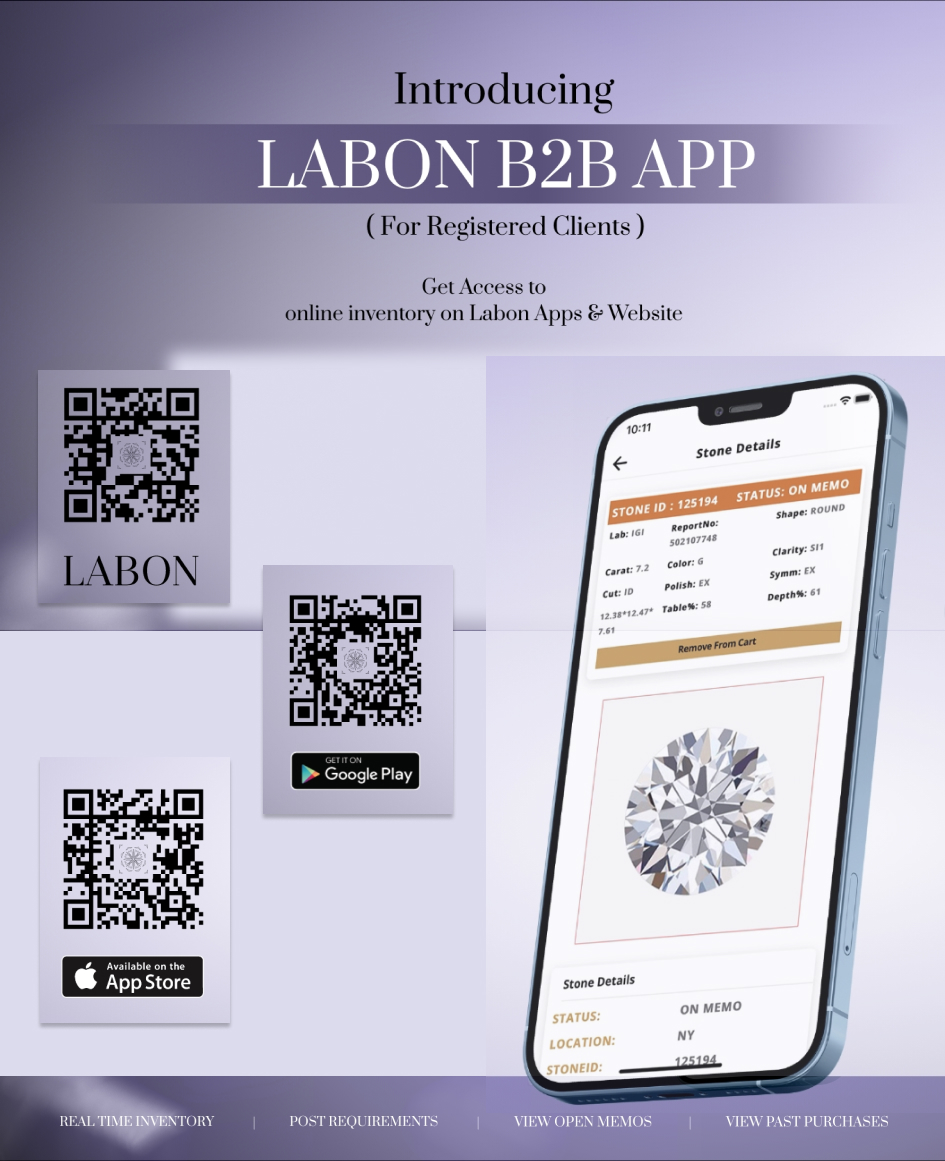 Introducing
LABON B2B APP
( For Registered Clients )
Get Access to
online inventory on Labon Apps & Website
LABON
GET IT ON
Google Play
Available on the
App Store
10:11
Stone Details
STONE ID : 125194 STATUS: ON MEMO
Lab: IGI ReportNo: 502107748 Shape: ROUND
Carat: 7.2 Color: G Clarity: SI1
Cut: ID Polish: EX Symm: EX
12.38*12.47* Table%: 58 Depth%: 61
7.61
Remove From Cart
Stone Details
STATUS: ON MEMO
LOCATION: NY
STONEID: 125194
REAL TIME INVENTORY | POST REQUIREMENTS | VIEW OPEN MEMOS | VIEW PAST PURCHASES